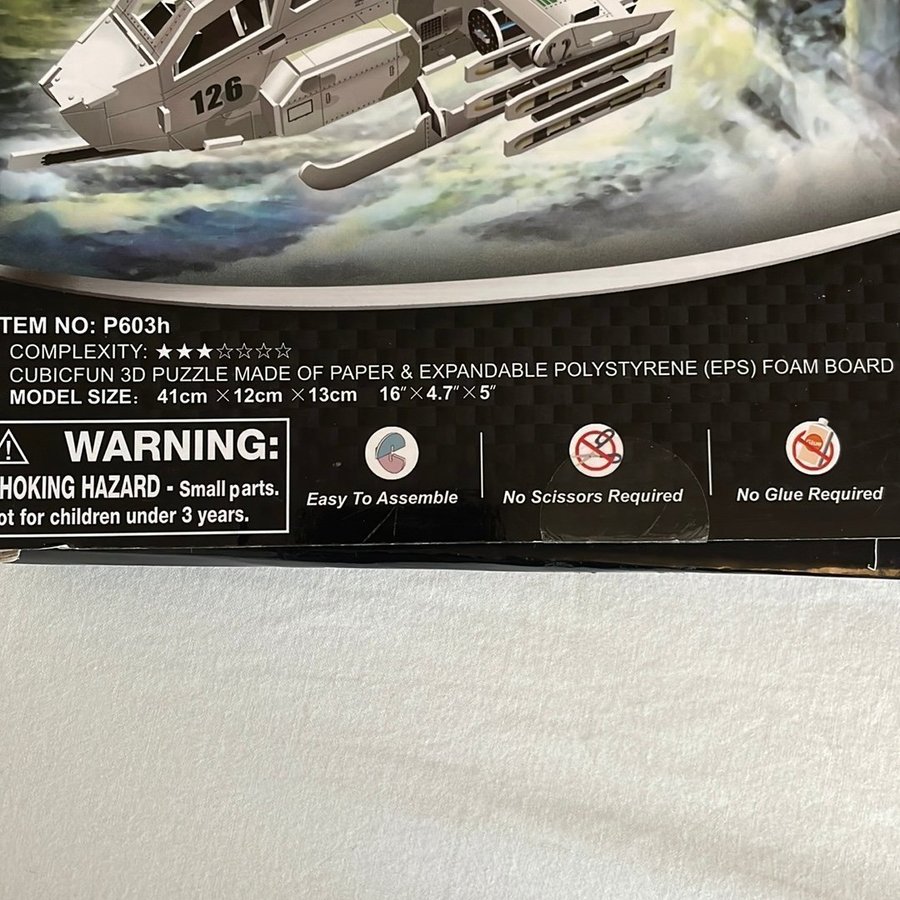 126
TEM NO: P603h
COMPLEXITY: ★★★☆☆☆☆
CUBICFUN 3D PUZZLE MADE OF PAPER & EXPANDABLE POLYSTYRENE (EPS) FOAM BOARD
MODEL SIZE: 41cm ×12cm ×13cm 16"×4.7"×5"
WARNING:
HOKING HAZARD - Small parts.
ot for children under 3 years.
Easy To Assemble
No Scissors Required
No Glue Required